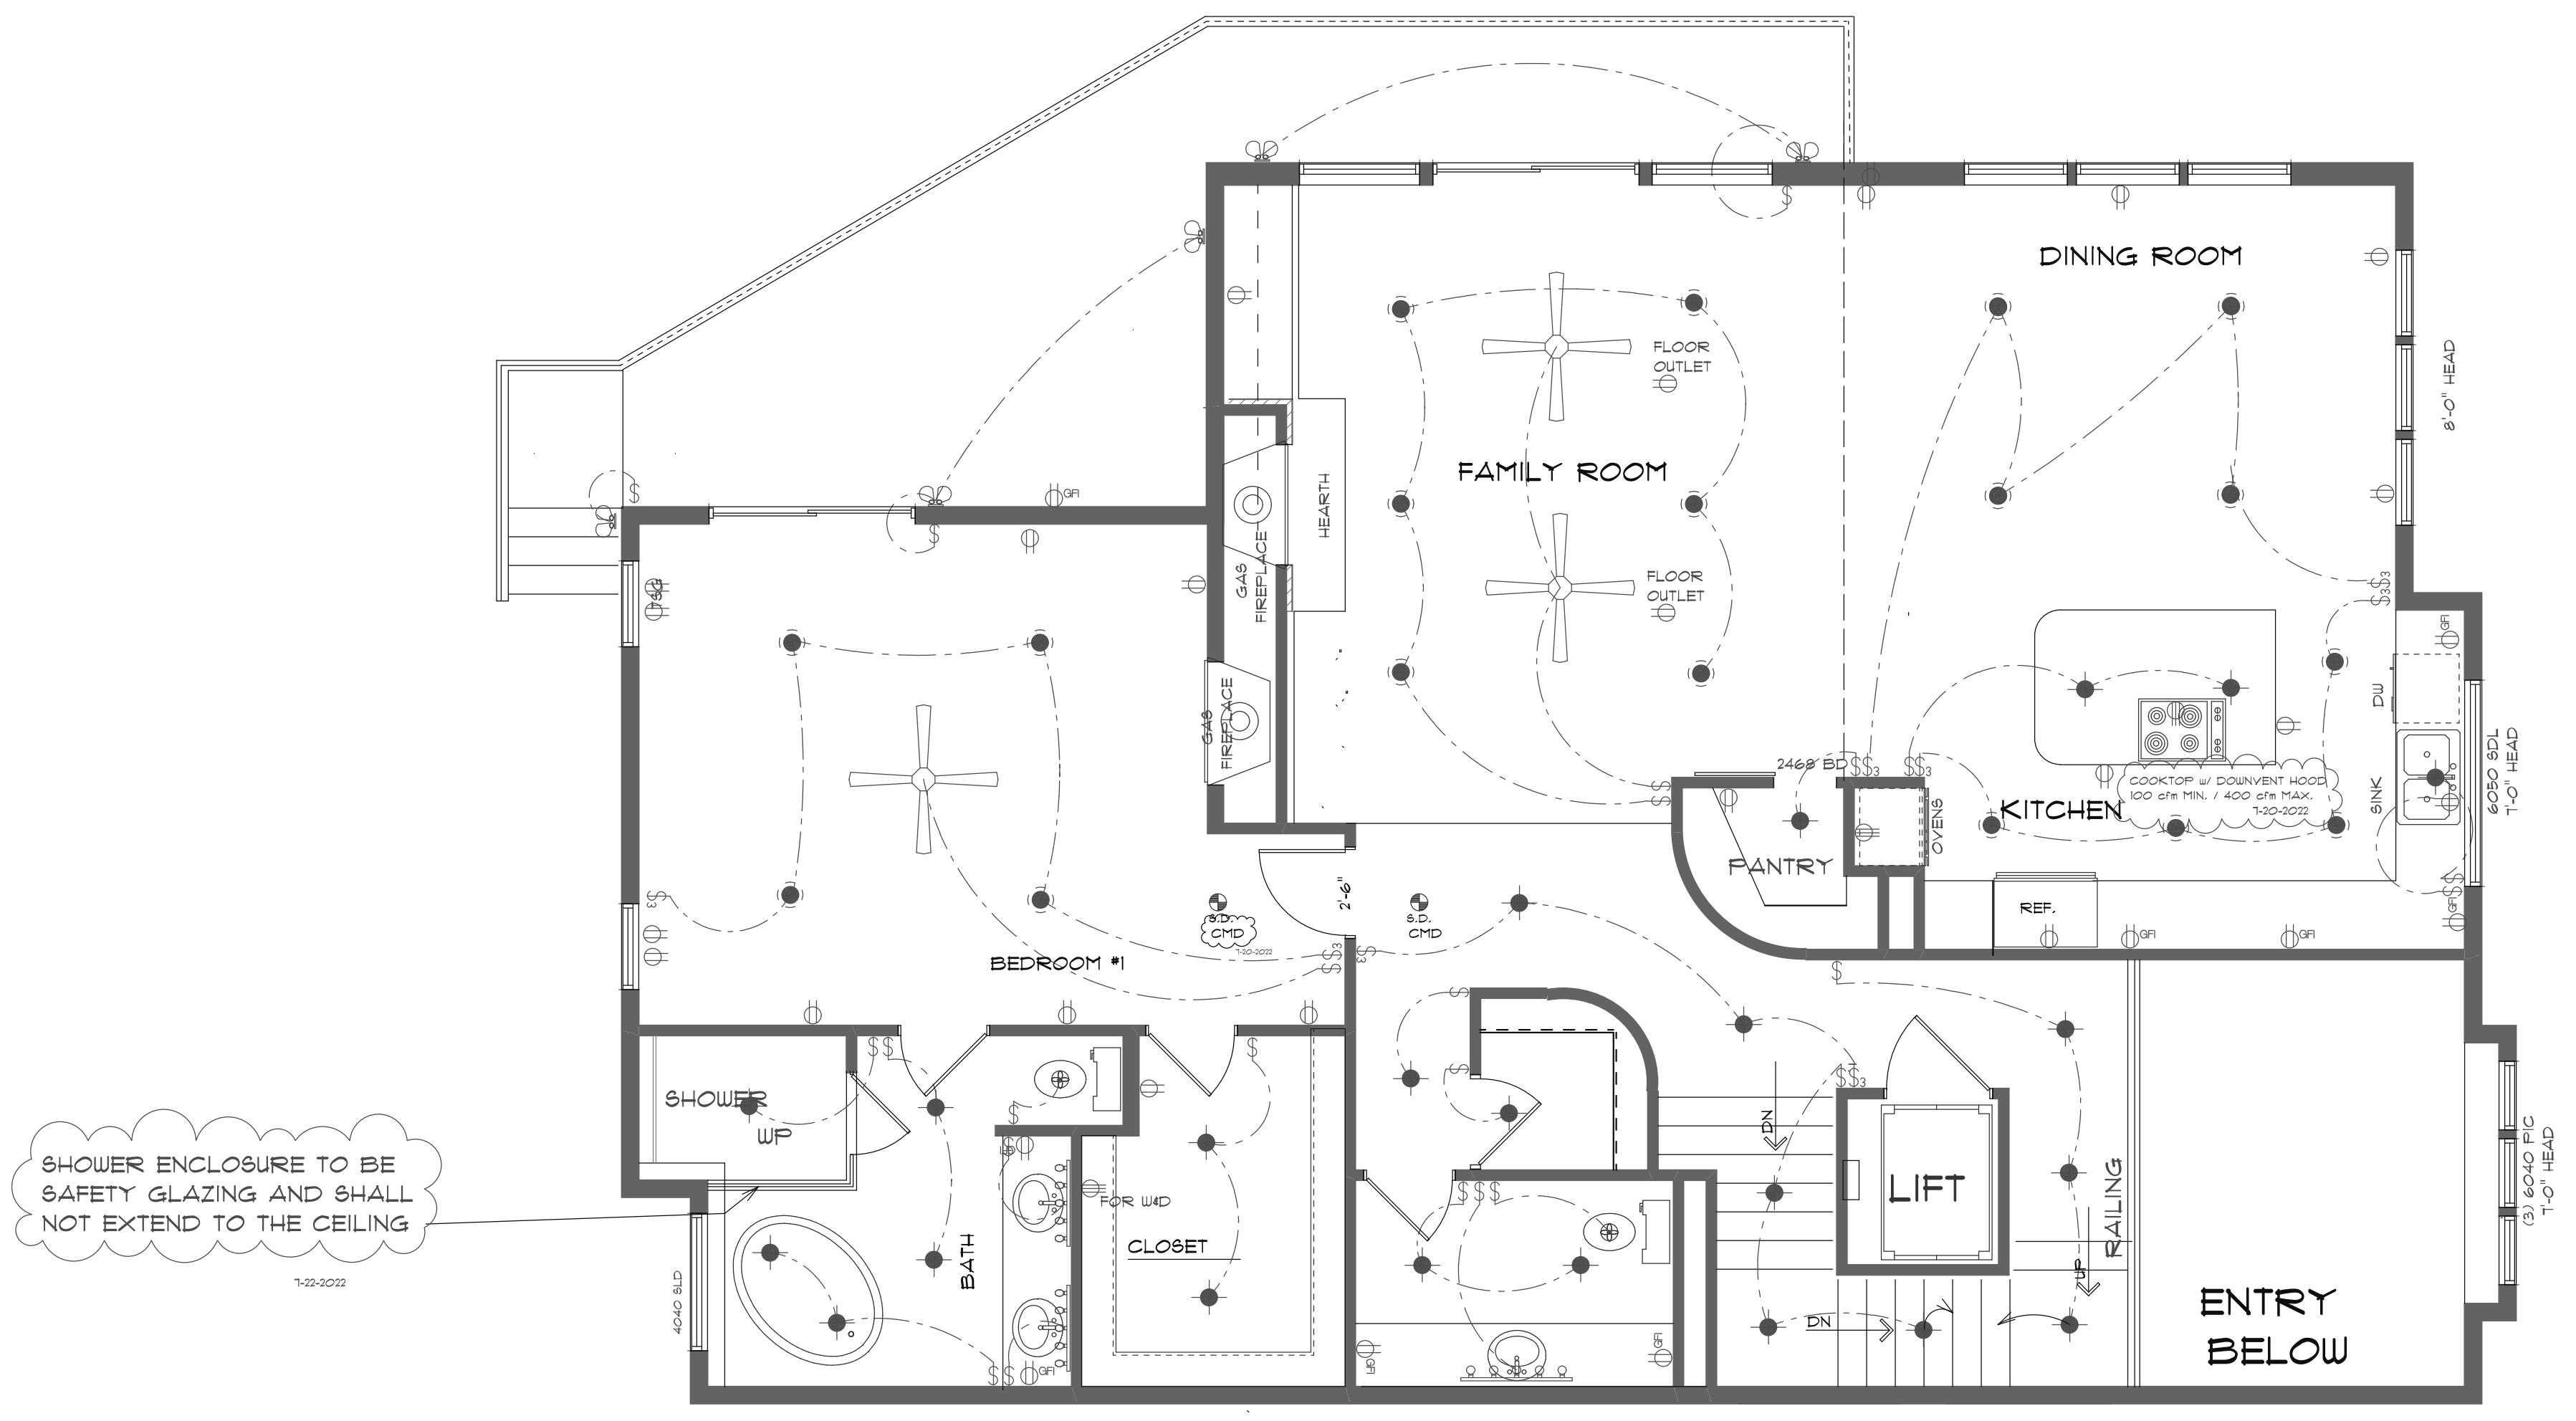 DINING ROOM
FLOOR
OUTLET
8'-0" HEAD
GFI
FAMILY ROOM
HEARTH
GAS
FIREPLACE
FLOOR
OUTLET
GFI
DW
GAS
FIREPLACE
2468 BD
COOKTOP w/ DOWNVENT HOOD
100 cfm MIN. / 400 cfm MAX.
7-20-2022
SINK
6050 SDL
7'-0" HEAD
KITCHEN
OVENS
PANTRY
2'-6"
S.D.
CMD
7-20-2022
S.D.
CMD
REF.
GFI
GFI
GFI
BEDROOM #1
SHOWER
WP
SHOWER ENCLOSURE TO BE
SAFETY GLAZING AND SHALL
NOT EXTEND TO THE CEILING
7-22-2022
4040 SLD
BATH
FOR W&D
CLOSET
GFI
GFI
GFI
DN
DN
LIFT
UP
RAILING
(3) 6040 PIC
7'-0" HEAD
ENTRY
BELOW